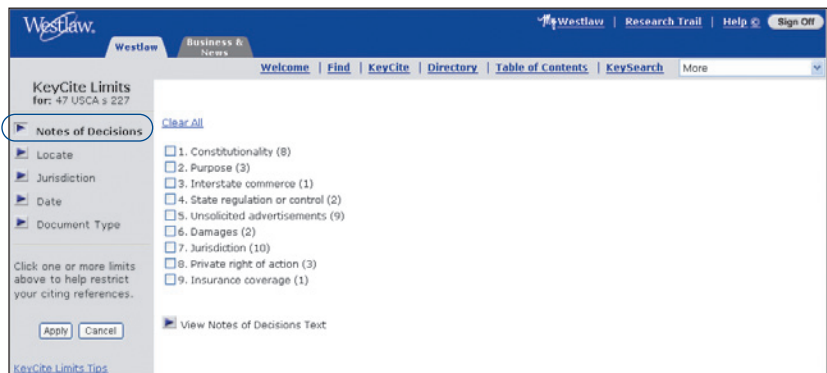 Westlaw.
MyWestlaw | Research Trail | Help | Sign Off
Westlaw
Business &
News
Welcome | Find | KeyCite | Directory | Table of Contents | KeySearch
More
KeyCite Limits
for: 47 USCA s 227
Notes of Decisions
Locate
Jurisdiction
Date
Document Type
Click one or more limits
above to help restrict
your citing references.
Apply Cancel
KeyCite Limits Tips
Clear All
1. Constitutionality (8)
2. Purpose (3)
3. Interstate commerce (1)
4. State regulation or control (2)
5. Unsolicited advertisements (9)
6. Damages (2)
7. Jurisdiction (10)
8. Private right of action (3)
9. Insurance coverage (1)
View Notes of Decisions Text